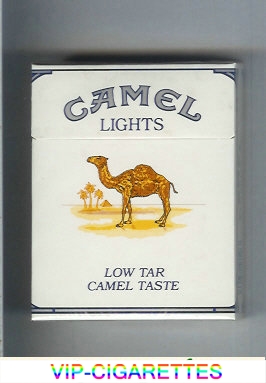 CAMEL
LIGHTS
LOW TAR
CAMEL TASTE
VIP-CIGARETTES